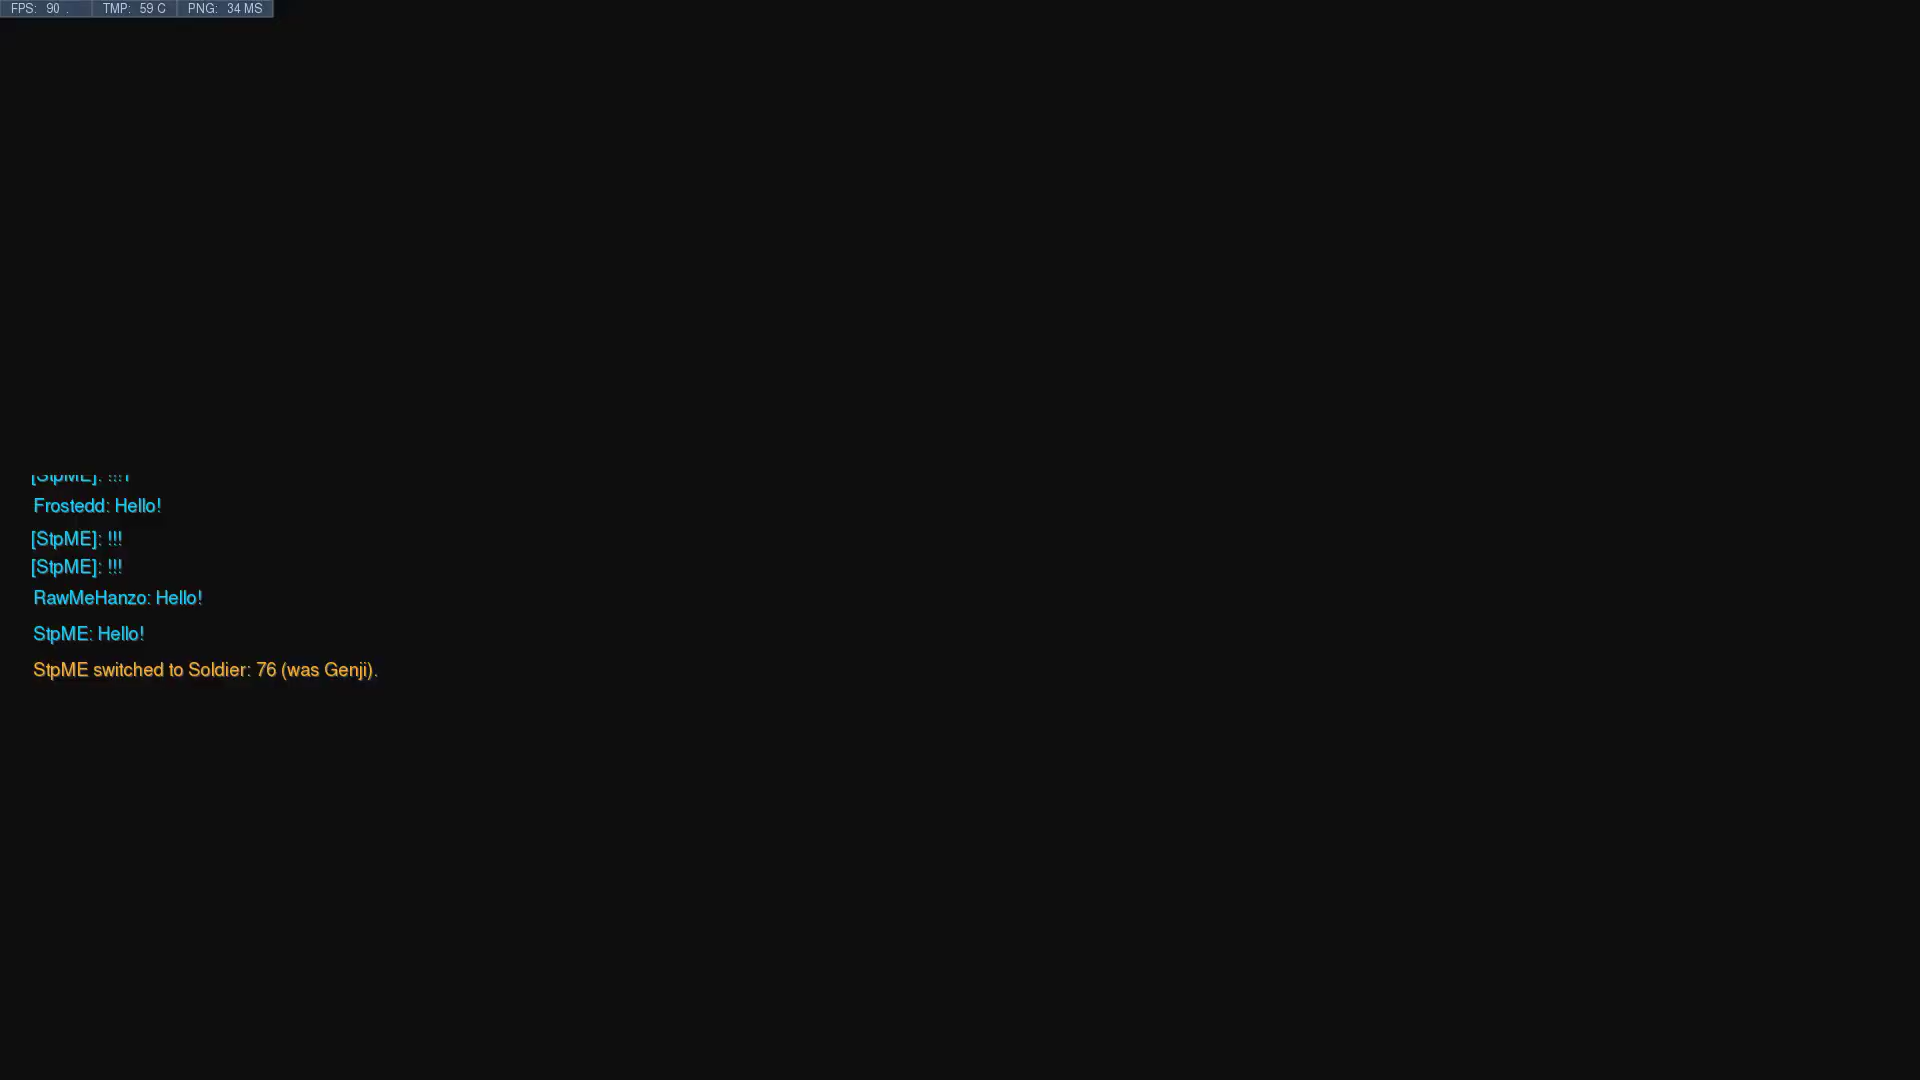 FPS: 90 . TMP: 59 C PNG: 34 MS
Frostedd: Hello!
[StpME]: !!!
[StpME]: !!!
RawMeHanzo: Hello!
StpME: Hello!
StpME switched to Soldier: 76 (was Genji).